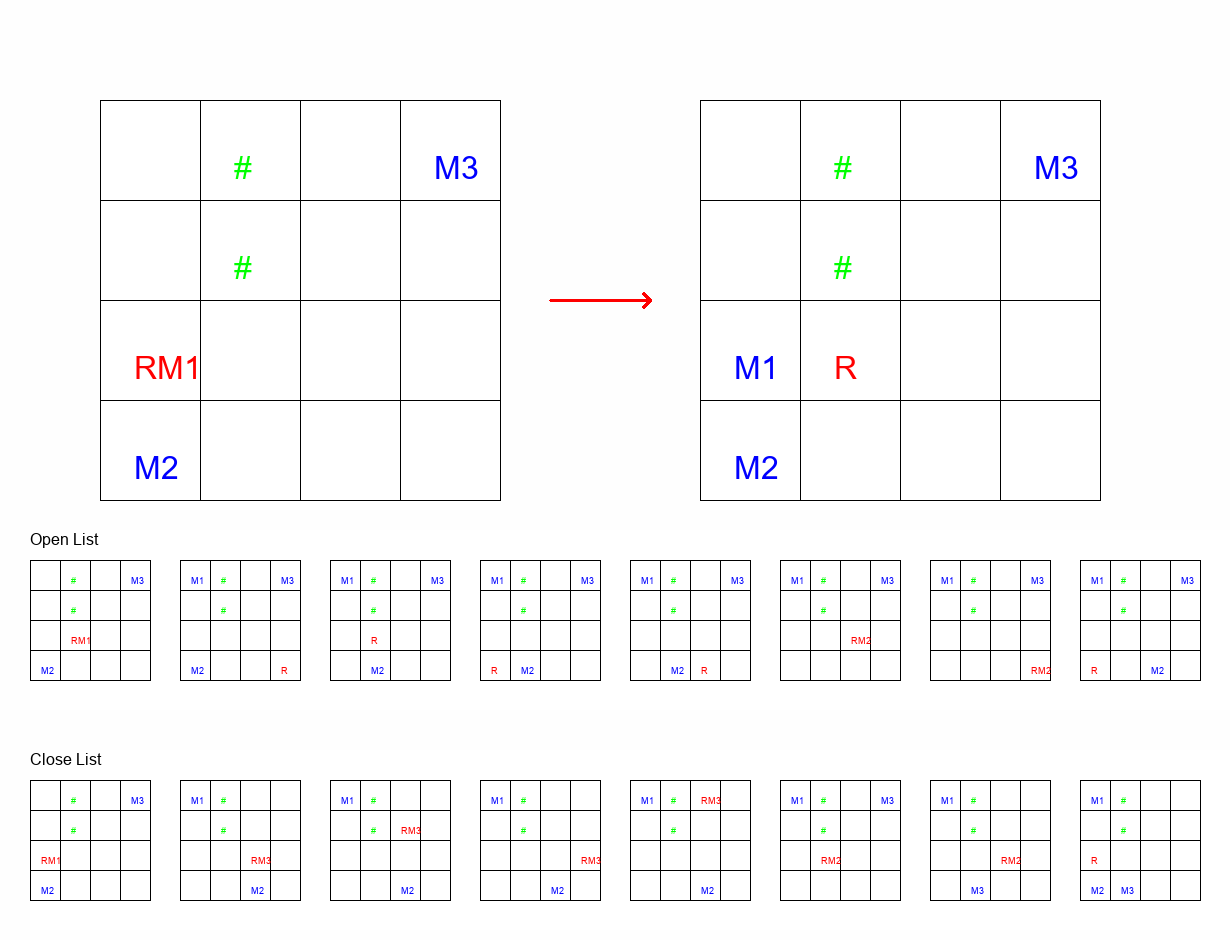 # M3 # M3
# #
RM1 M1 R
M2 M2
Open List
# M3 M1 # M3 M1 # M3 M1 # M3 M1 # M3 M1 # M3 M1 # M3 M1 # M3
# # # # # # # #
RM1 R RM2
M2 M2 R M2 R M2 M2 R RM2 R M2
Close List
# M3 M1 # M1 # M1 # M1 # RM3 M1 # M3 M1 # M1 #
# # # RM3 # # # # #
RM1 RM3 RM3 RM2 RM2 R
M2 M2 M2 M2 M2 M3 M2 M3